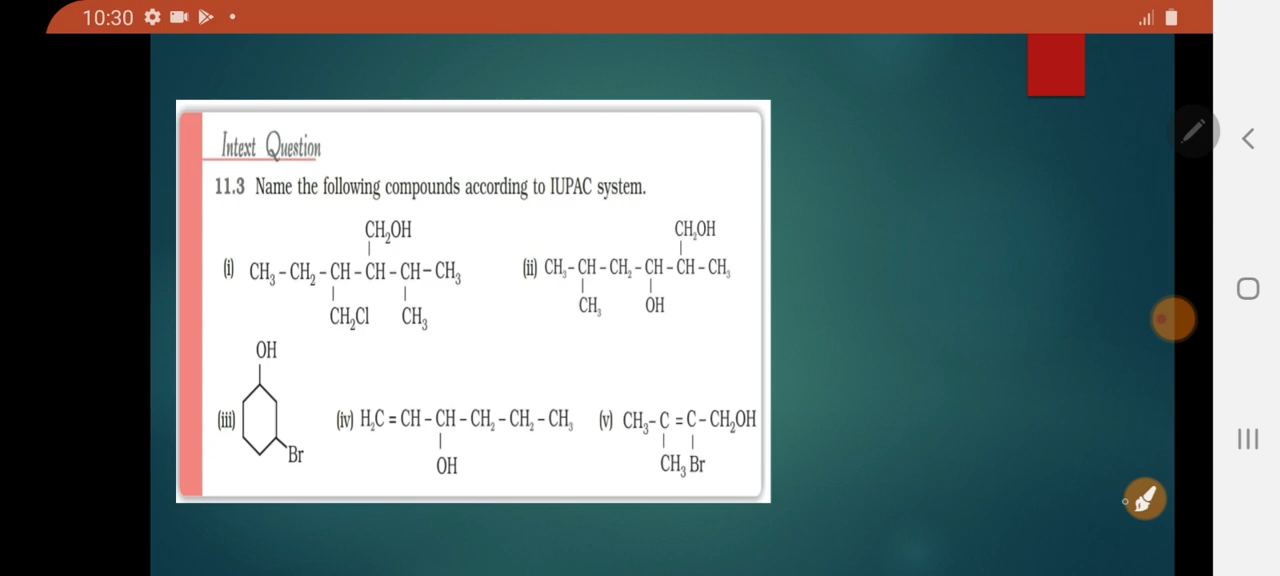 10:30
Intext Question
11.3 Name the following compounds according to IUPAC system.
CH₂OH
(i) CH₃ – CH₂ – CH – CH – CH – CH₃
CH₂Cl CH₃
CH₂OH
(ii) CH₃ – CH – CH₂ – CH – CH – CH₃
CH₃ OH
OH
(iii)
Br
(iv) H₂C = CH – CH – CH₂ – CH₂ – CH₃
OH
(v) CH₃ – C = C – CH₂OH
CH₃ Br